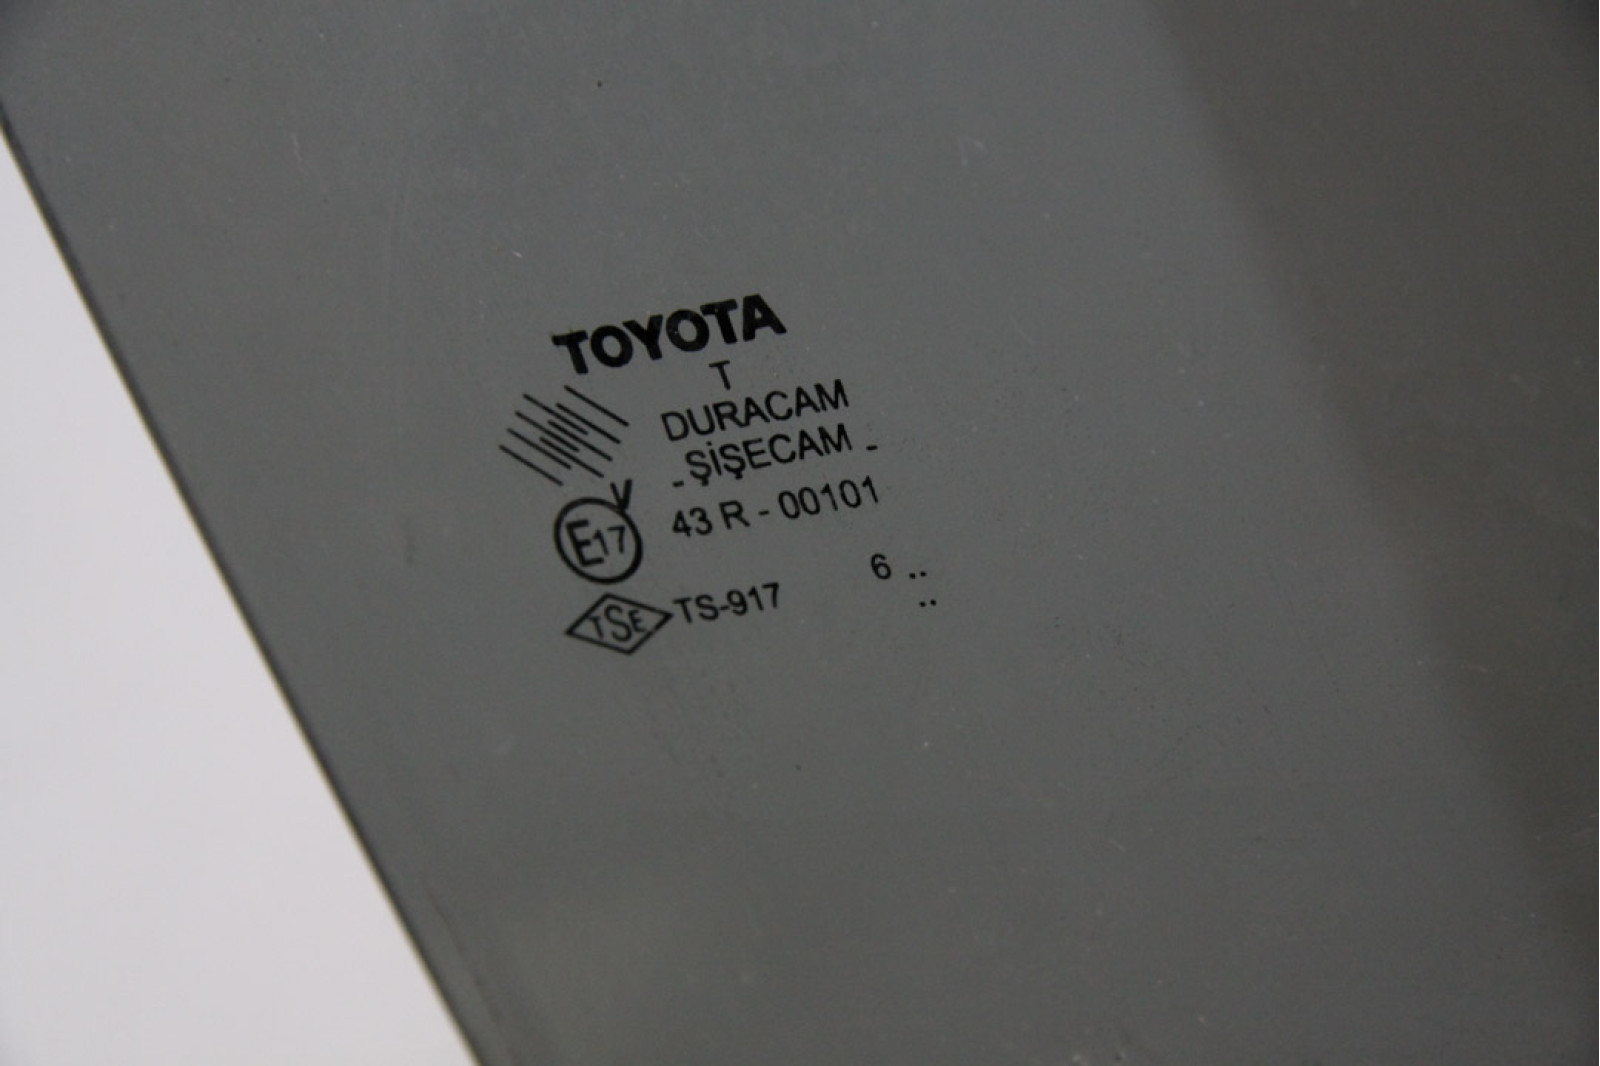 TOYOTA
T
DURACAM
- ŞİŞECAM -
V
E17 43 R - 00101
TSE TS-917 6 ..
..